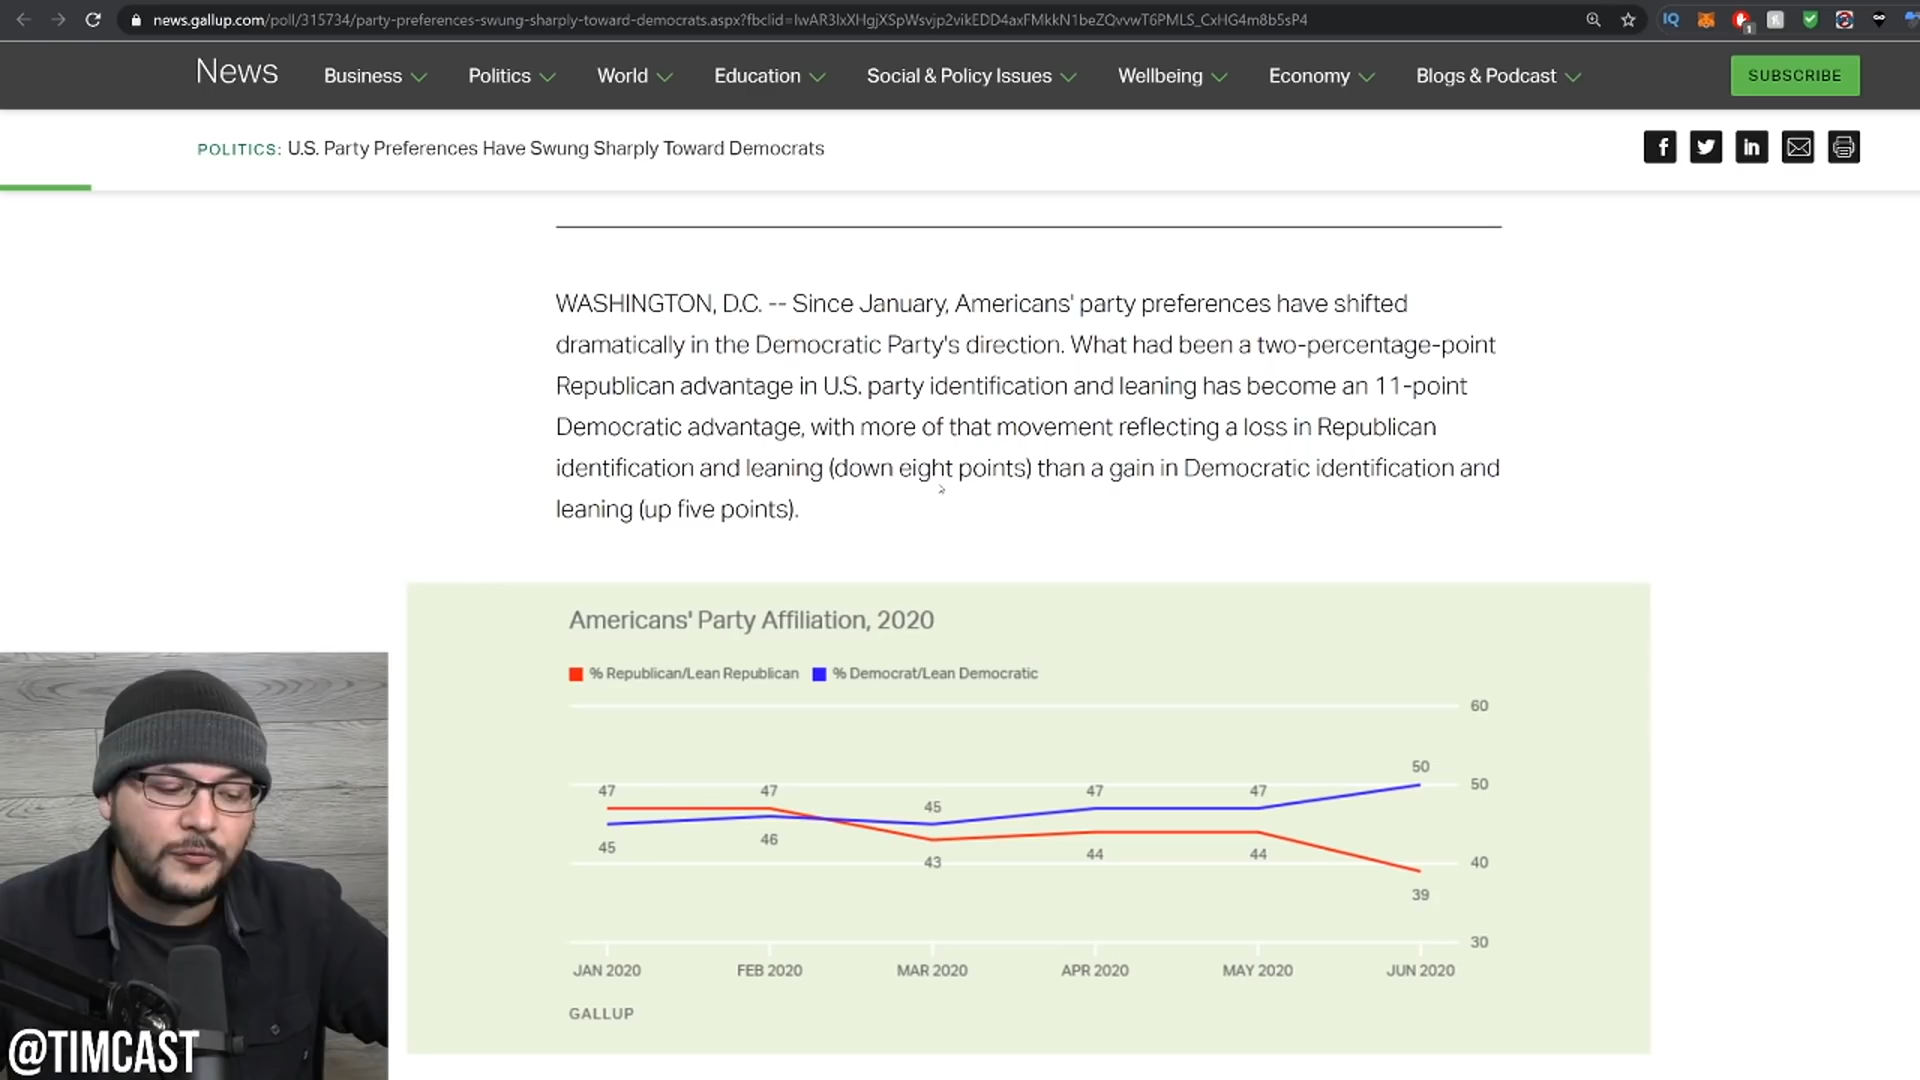 news.gallup.com/poll/315734/party-preferences-swung-sharply-toward-democrats.aspx?fbclid=IwAR3lxXHgjXSpWsvjp2vikEDD4axFMkkN1beZQvvwT6PMLS_CxHG4m8b5sP4
IQ
1
News Business Politics World Education Social & Policy Issues Wellbeing Economy Blogs & Podcast SUBSCRIBE
POLITICS: U.S. Party Preferences Have Swung Sharply Toward Democrats
WASHINGTON, D.C. -- Since January, Americans' party preferences have shifted
dramatically in the Democratic Party's direction. What had been a two-percentage-point
Republican advantage in U.S. party identification and leaning has become an 11-point
Democratic advantage, with more of that movement reflecting a loss in Republican
identification and leaning (down eight points) than a gain in Democratic identification and
leaning (up five points).
Americans' Party Affiliation, 2020
% Republican/Lean Republican % Democrat/Lean Democratic
60
50
50
47 47 45 47 47
45 46 43 44 44
40
39
30
JAN 2020 FEB 2020 MAR 2020 APR 2020 MAY 2020 JUN 2020
GALLUP
@TIMCAST